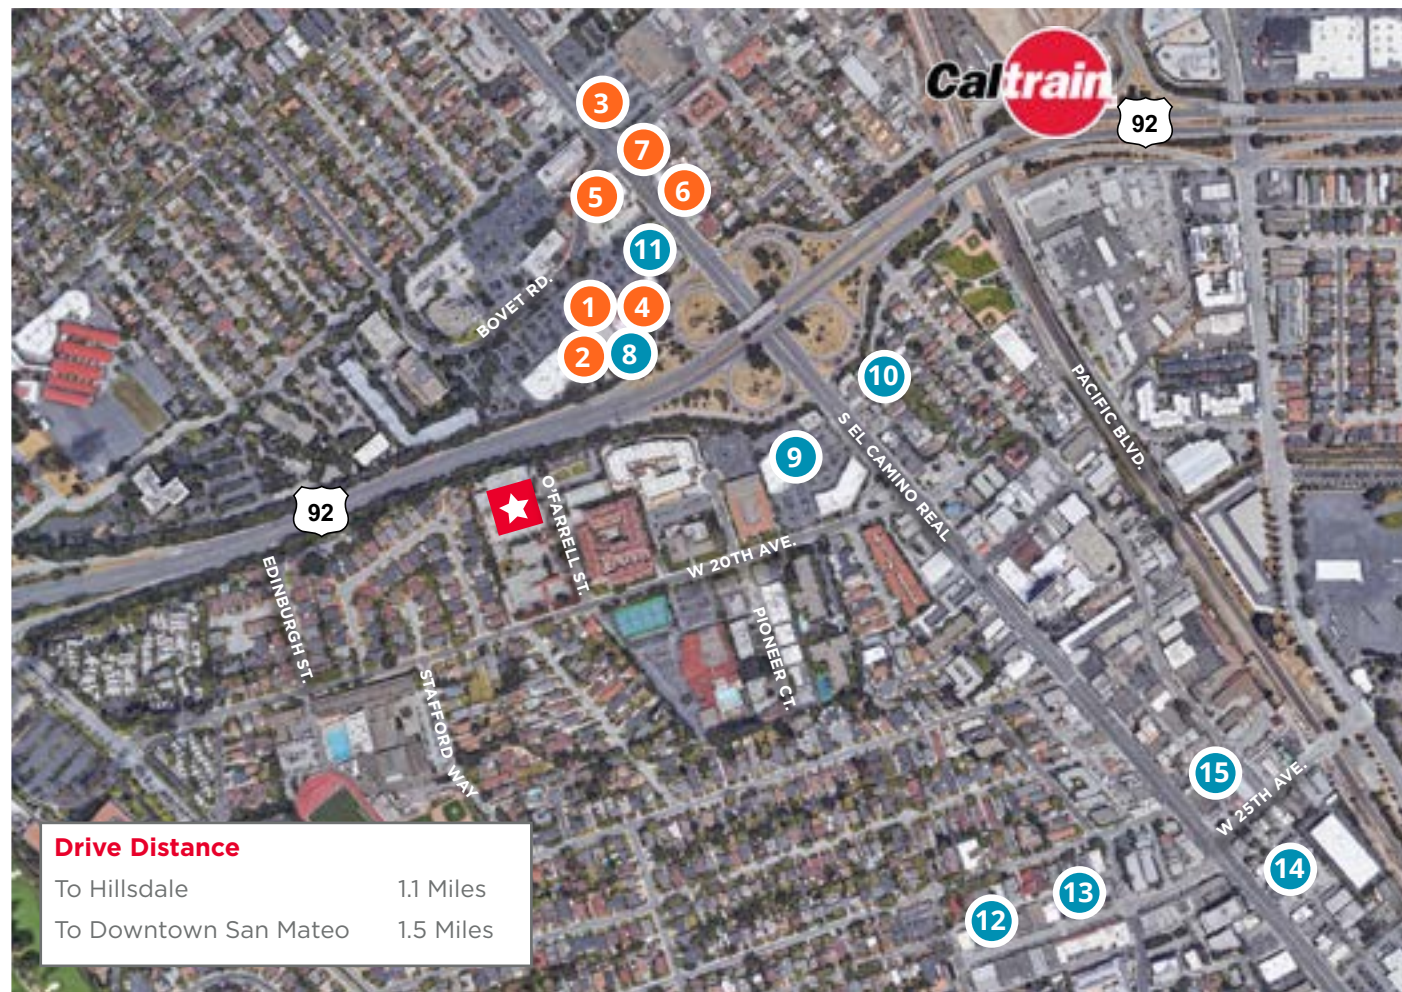 Caltrain
92
3
7
5
6
11
BOVET RD.
1
4
2
8
10
PACIFIC BLVD.
S EL CAMINO REAL
9
92
O'FARRELL ST.
W 20TH AVE.
EDINBURGH ST.
PIONEER CT.
STAFFORD WAY
15
W 25TH AVE.
14
13
12
Drive Distance
To Hillsdale 1.1 Miles
To Downtown San Mateo 1.5 Miles